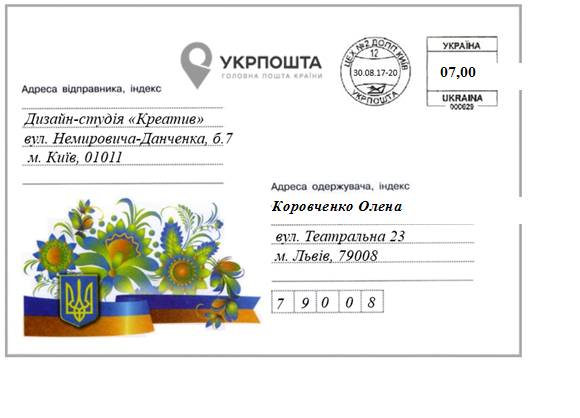 УКРПОШТА
ГОЛОВНА ПОШТА КРАЇНИ
ЦЕХ №2 ДОПП КИЇВ
12
30.08.17-20
УКРПОШТА
УКРАЇНА
07,00
UKRAINA
000629
Адреса відправника, індекс
Дизайн-студія «Креатив»
вул. Немировича-Данченка, б.7
м. Київ, 01011
Адреса одержувача, індекс
Коровченко Олена
вул. Театральна 23
м. Львів, 79008
7 9 0 0 8